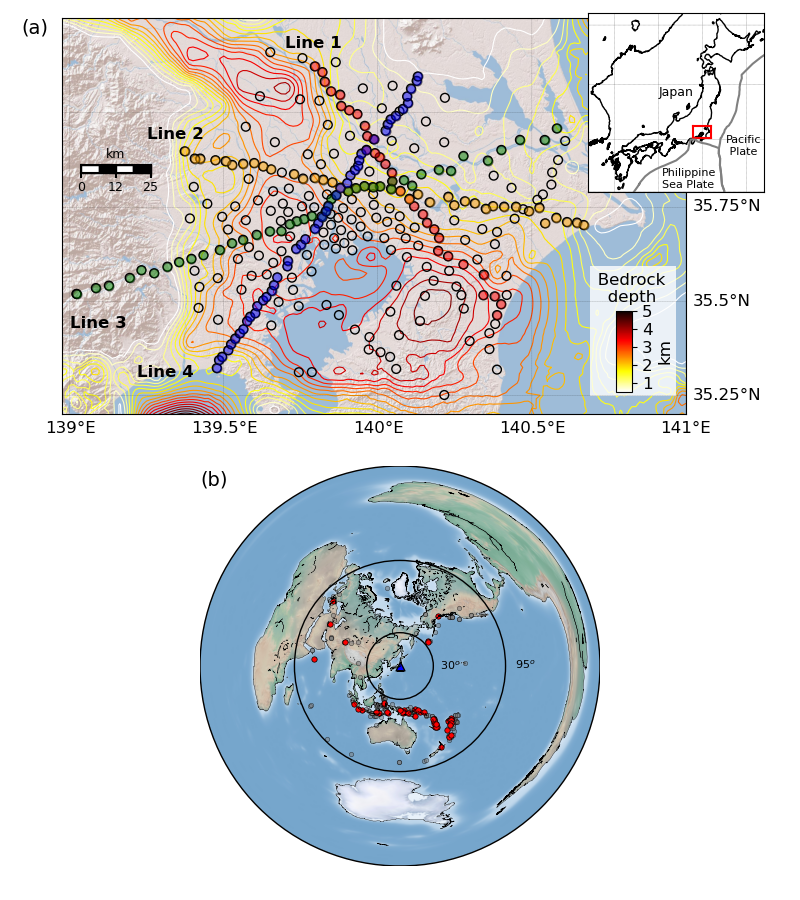 (a)
Line 1
Line 2
km
0 12 25
Line 3
Line 4
Japan
Pacific
Plate
Philippine
Sea Plate
35.75°N
35.5°N
35.25°N
Bedrock
depth
5
4
3
2
1
km
139°E 139.5°E 140°E 140.5°E 141°E
(b)
30° 95°